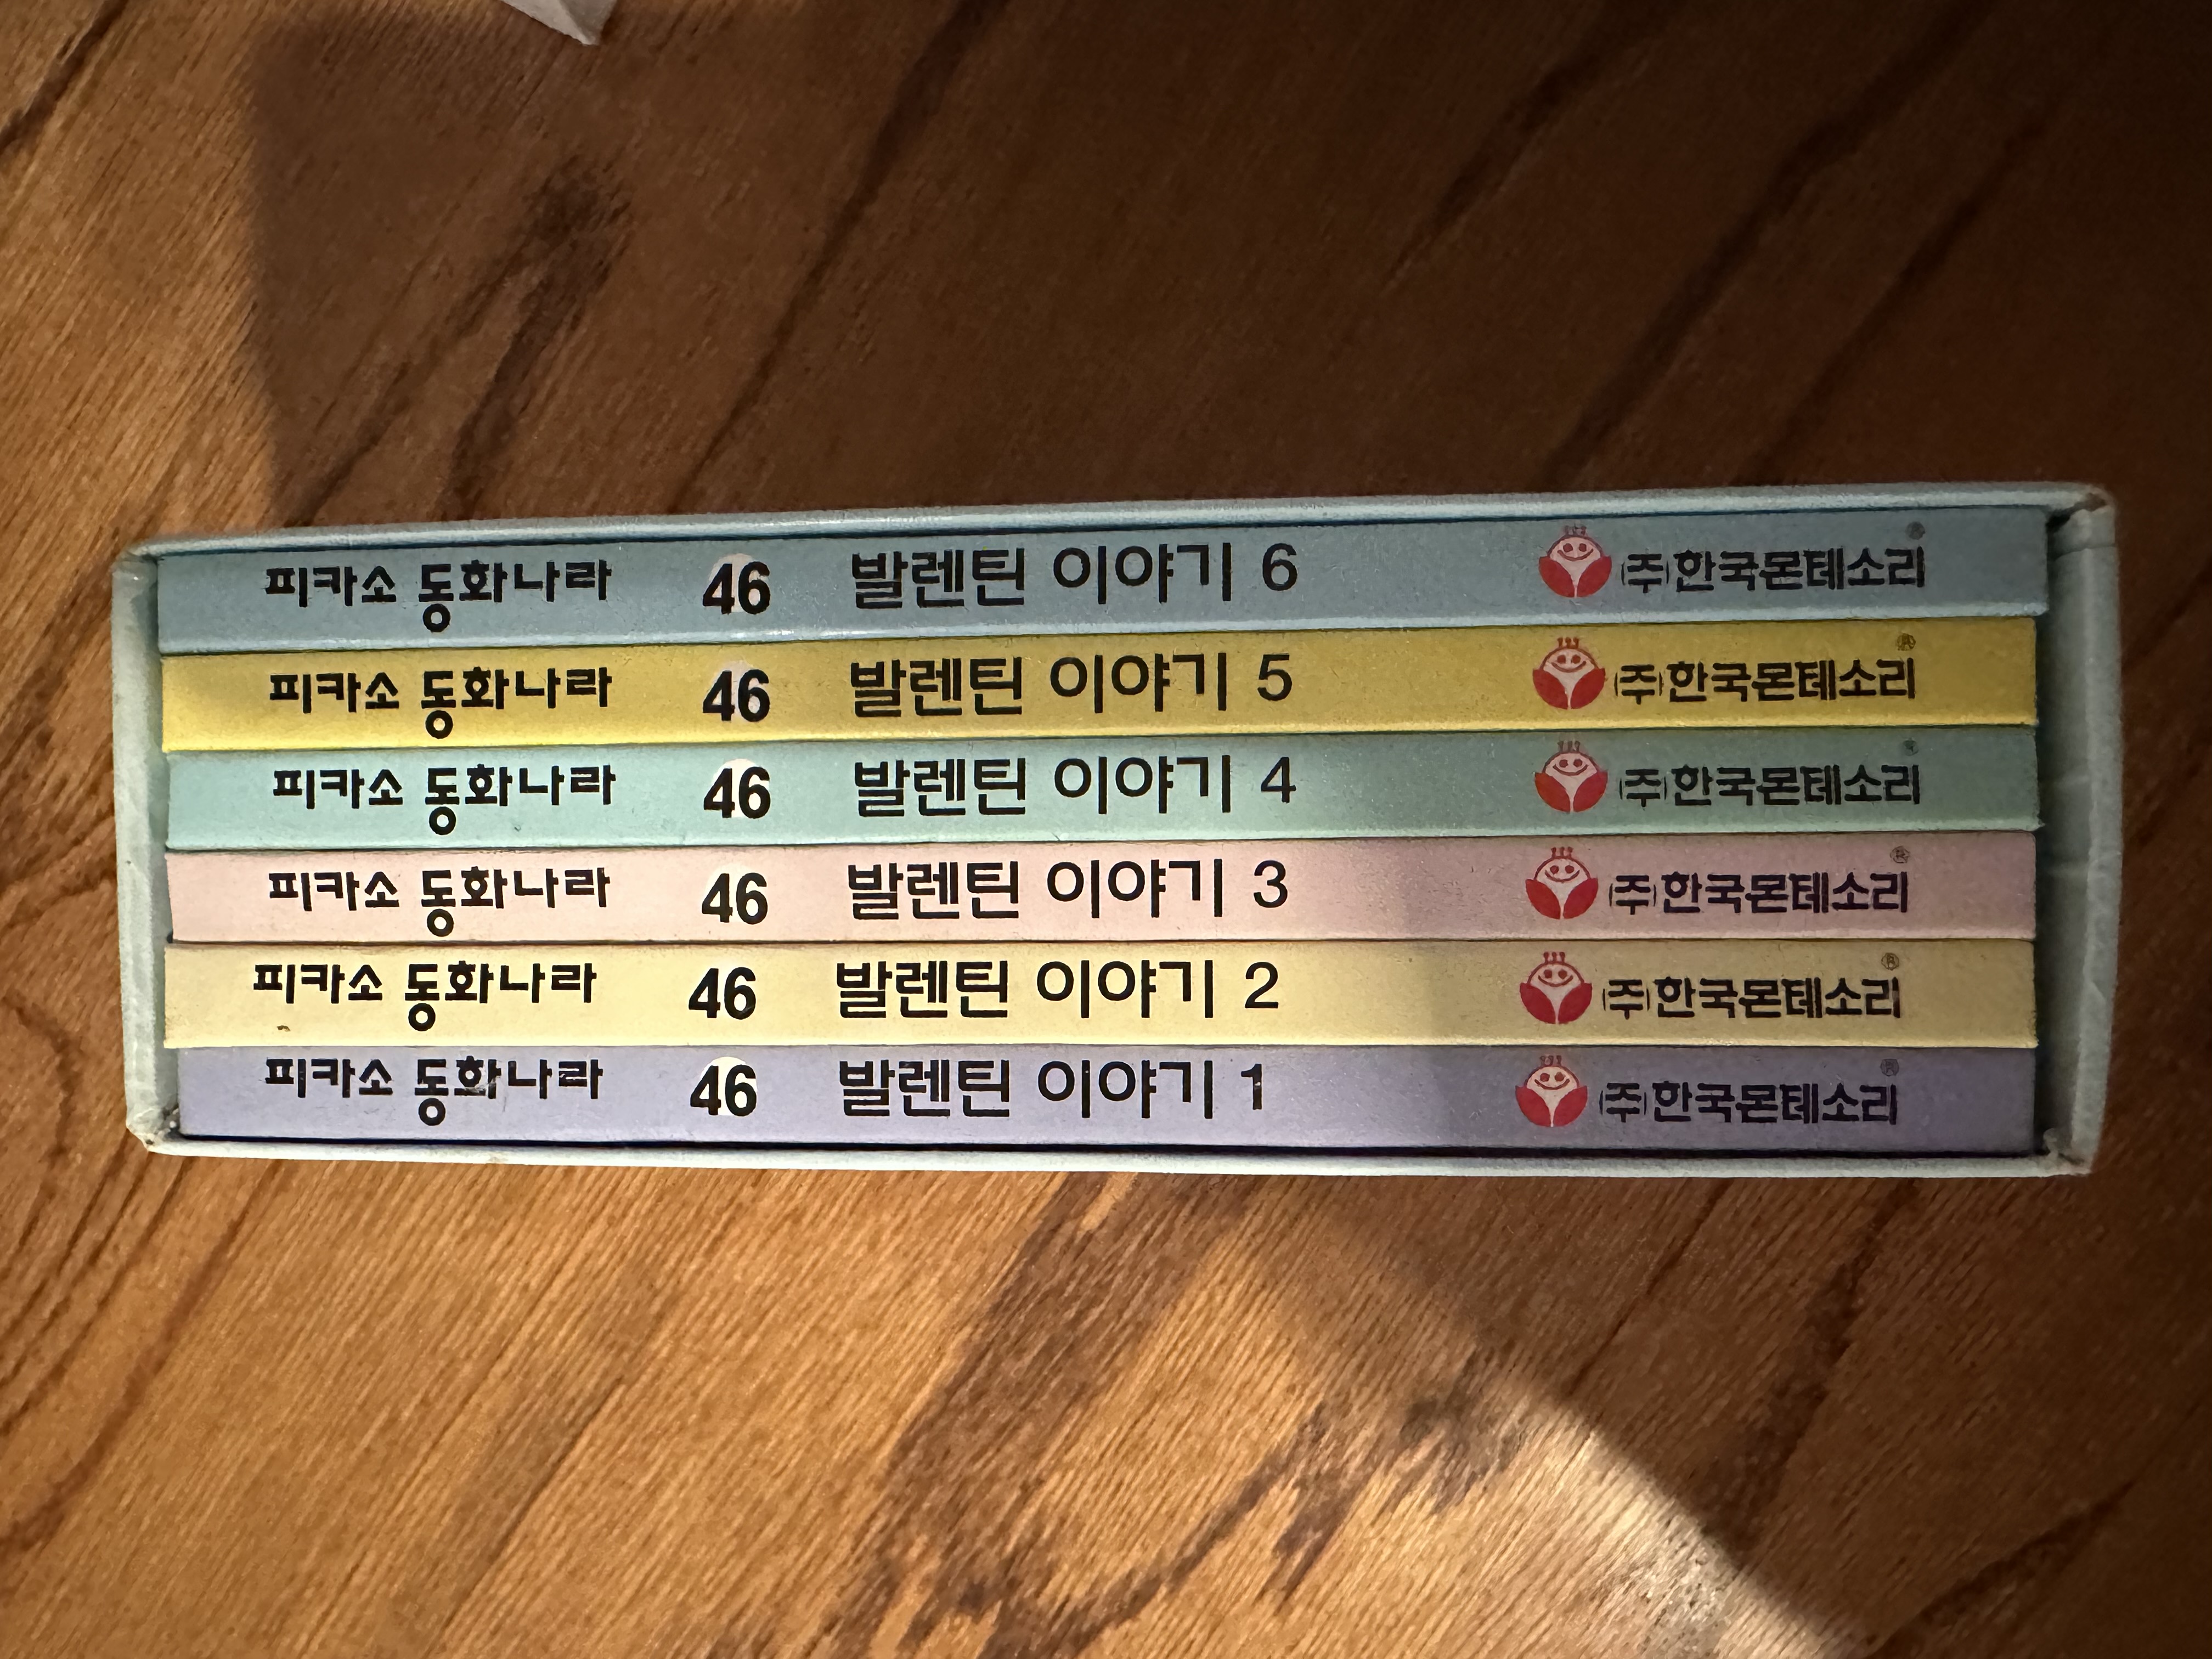 피카소 동화나라 46 발렌틴 이야기 6 ㈜한국몬테소리®
피카소 동화나라 46 발렌틴 이야기 5 ㈜한국몬테소리®
피카소 동화나라 46 발렌틴 이야기 4 ㈜한국몬테소리®
피카소 동화나라 46 발렌틴 이야기 3 ㈜한국몬테소리®
피카소 동화나라 46 발렌틴 이야기 2 ㈜한국몬테소리®
피카소 동화나라 46 발렌틴 이야기 1 ㈜한국몬테소리®